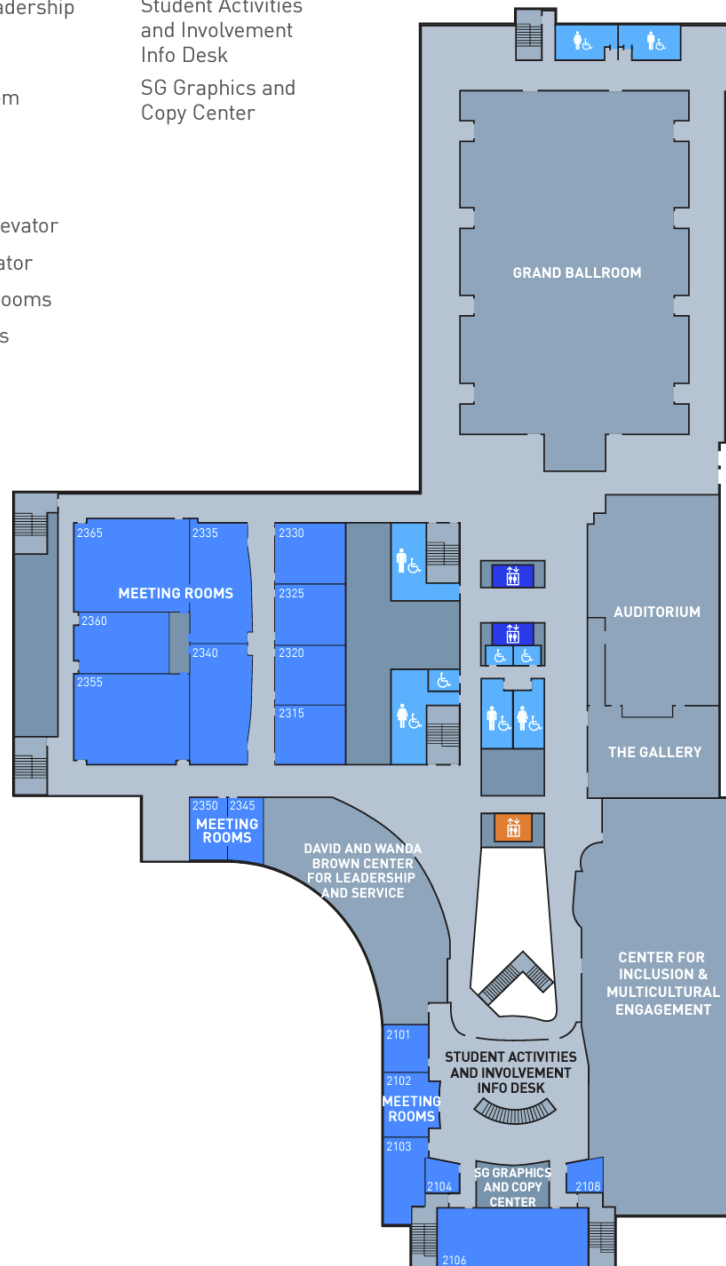 Student Activities
and Involvement
Info Desk
SG Graphics and
Copy Center
GRAND BALLROOM
2365
2335
2330
MEETING ROOMS
2325
2360
2340
2320
2355
2315
AUDITORIUM
THE GALLERY
2350
2345
MEETING
ROOMS
DAVID AND WANDA
BROWN CENTER
FOR LEADERSHIP
AND SERVICE
CENTER FOR
INCLUSION &
MULTICULTURAL
ENGAGEMENT
2101
STUDENT ACTIVITIES
AND INVOLVEMENT
INFO DESK
2102
MEETING
ROOMS
2103
2104
SG GRAPHICS
AND COPY
CENTER
2108
2106